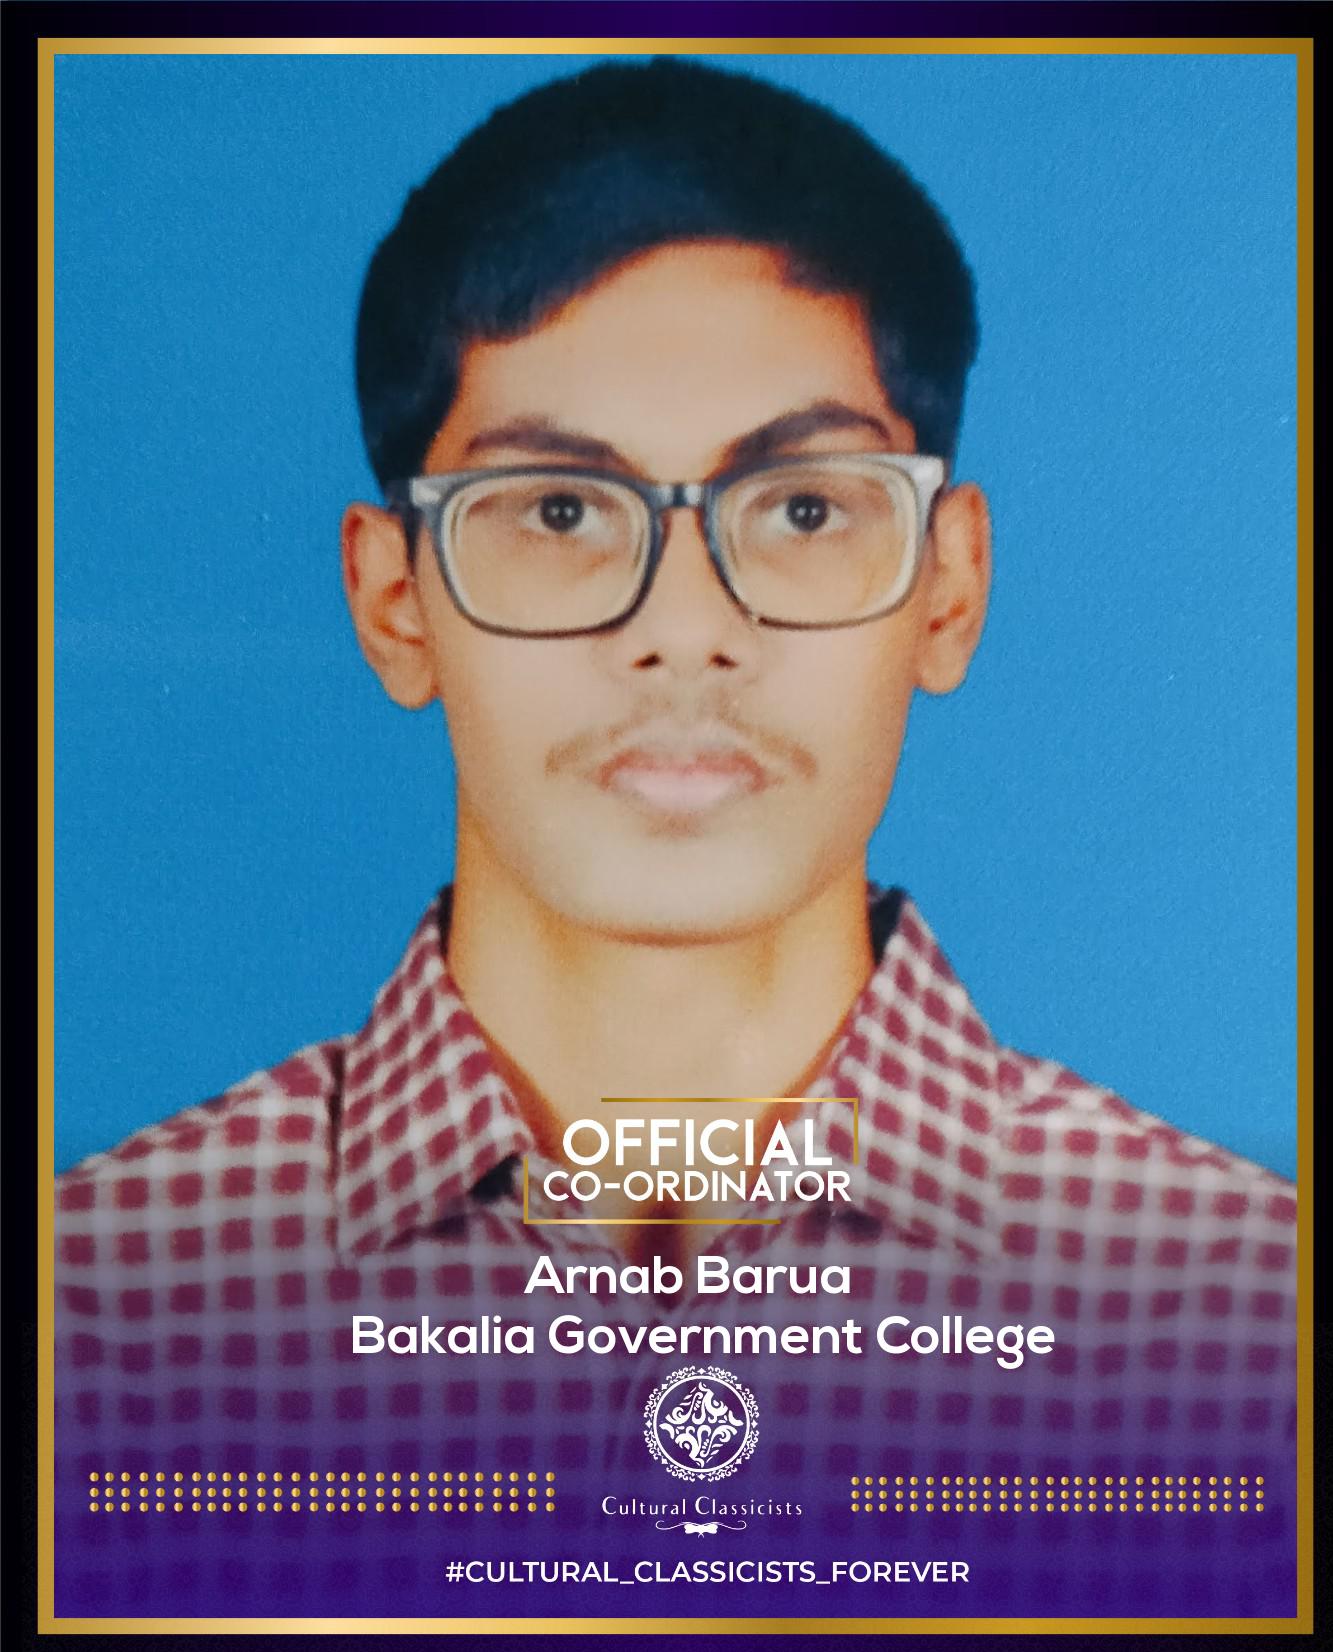 OFFICIAL
CO-ORDINATOR
Arnab Barua
Bakalia Government College
Cultural Classicists
#CULTURAL_CLASSICISTS_FOREVER